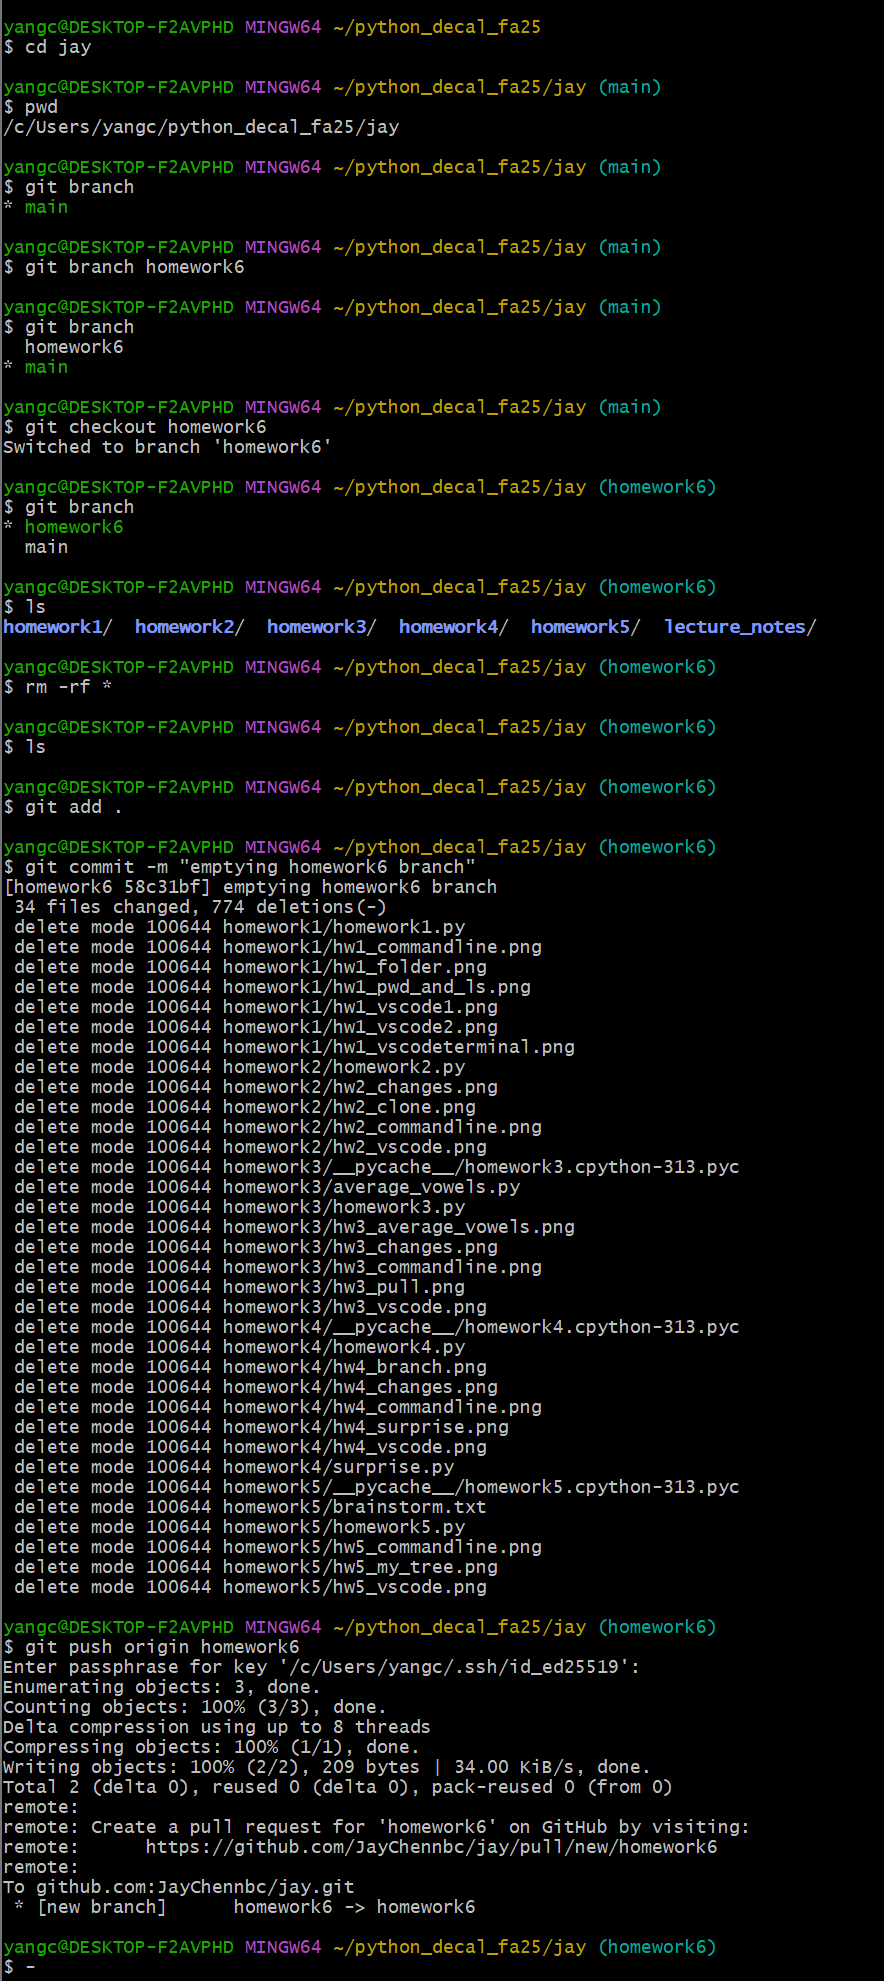 yangc@DESKTOP-F2AVPHD MINGW64 ~/python_decal_fa25
$ cd jay
yangc@DESKTOP-F2AVPHD MINGW64 ~/python_decal_fa25/jay (main)
$ pwd
/c/Users/yangc/python_decal_fa25/jay
yangc@DESKTOP-F2AVPHD MINGW64 ~/python_decal_fa25/jay (main)
$ git branch
* main
yangc@DESKTOP-F2AVPHD MINGW64 ~/python_decal_fa25/jay (main)
$ git branch homework6
yangc@DESKTOP-F2AVPHD MINGW64 ~/python_decal_fa25/jay (main)
$ git branch
  homework6
* main
yangc@DESKTOP-F2AVPHD MINGW64 ~/python_decal_fa25/jay (main)
$ git checkout homework6
Switched to branch 'homework6'
yangc@DESKTOP-F2AVPHD MINGW64 ~/python_decal_fa25/jay (homework6)
$ git branch
* homework6
  main
yangc@DESKTOP-F2AVPHD MINGW64 ~/python_decal_fa25/jay (homework6)
$ ls
homework1/  homework2/  homework3/  homework4/  homework5/  lecture_notes/
yangc@DESKTOP-F2AVPHD MINGW64 ~/python_decal_fa25/jay (homework6)
$ rm -rf *
yangc@DESKTOP-F2AVPHD MINGW64 ~/python_decal_fa25/jay (homework6)
$ ls
yangc@DESKTOP-F2AVPHD MINGW64 ~/python_decal_fa25/jay (homework6)
$ git add .
yangc@DESKTOP-F2AVPHD MINGW64 ~/python_decal_fa25/jay (homework6)
$ git commit -m "emptying homework6 branch"
[homework6 58c31bf] emptying homework6 branch
 34 files changed, 774 deletions(-)
 delete mode 100644 homework1/homework1.py
 delete mode 100644 homework1/hw1_commandline.png
 delete mode 100644 homework1/hw1_folder.png
 delete mode 100644 homework1/hw1_pwd_and_ls.png
 delete mode 100644 homework1/hw1_vscode1.png
 delete mode 100644 homework1/hw1_vscode2.png
 delete mode 100644 homework1/hw1_vscodeterminal.png
 delete mode 100644 homework2/homework2.py
 delete mode 100644 homework2/hw2_changes.png
 delete mode 100644 homework2/hw2_clone.png
 delete mode 100644 homework2/hw2_commandline.png
 delete mode 100644 homework2/hw2_vscode.png
 delete mode 100644 homework3/__pycache__/homework3.cpython-313.pyc
 delete mode 100644 homework3/average_vowels.py
 delete mode 100644 homework3/homework3.py
 delete mode 100644 homework3/hw3_average_vowels.png
 delete mode 100644 homework3/hw3_changes.png
 delete mode 100644 homework3/hw3_commandline.png
 delete mode 100644 homework3/hw3_pull.png
 delete mode 100644 homework3/hw3_vscode.png
 delete mode 100644 homework4/__pycache__/homework4.cpython-313.pyc
 delete mode 100644 homework4/homework4.py
 delete mode 100644 homework4/hw4_branch.png
 delete mode 100644 homework4/hw4_changes.png
 delete mode 100644 homework4/hw4_commandline.png
 delete mode 100644 homework4/hw4_surprise.png
 delete mode 100644 homework4/hw4_vscode.png
 delete mode 100644 homework4/surprise.py
 delete mode 100644 homework5/__pycache__/homework5.cpython-313.pyc
 delete mode 100644 homework5/brainstorm.txt
 delete mode 100644 homework5/homework5.py
 delete mode 100644 homework5/hw5_commandline.png
 delete mode 100644 homework5/hw5_my_tree.png
 delete mode 100644 homework5/hw5_vscode.png
yangc@DESKTOP-F2AVPHD MINGW64 ~/python_decal_fa25/jay (homework6)
$ git push origin homework6
Enter passphrase for key '/c/Users/yangc/.ssh/id_ed25519':
Enumerating objects: 3, done.
Counting objects: 100% (3/3), done.
Delta compression using up to 8 threads
Compressing objects: 100% (1/1), done.
Writing objects: 100% (2/2), 209 bytes | 34.00 KiB/s, done.
Total 2 (delta 0), reused 0 (delta 0), pack-reused 0 (from 0)
remote:
remote: Create a pull request for 'homework6' on GitHub by visiting:
remote:      https://github.com/JayChennbc/jay/pull/new/homework6
remote:
To github.com:JayChennbc/jay.git
 * [new branch]      homework6 -> homework6
yangc@DESKTOP-F2AVPHD MINGW64 ~/python_decal_fa25/jay (homework6)
$ -